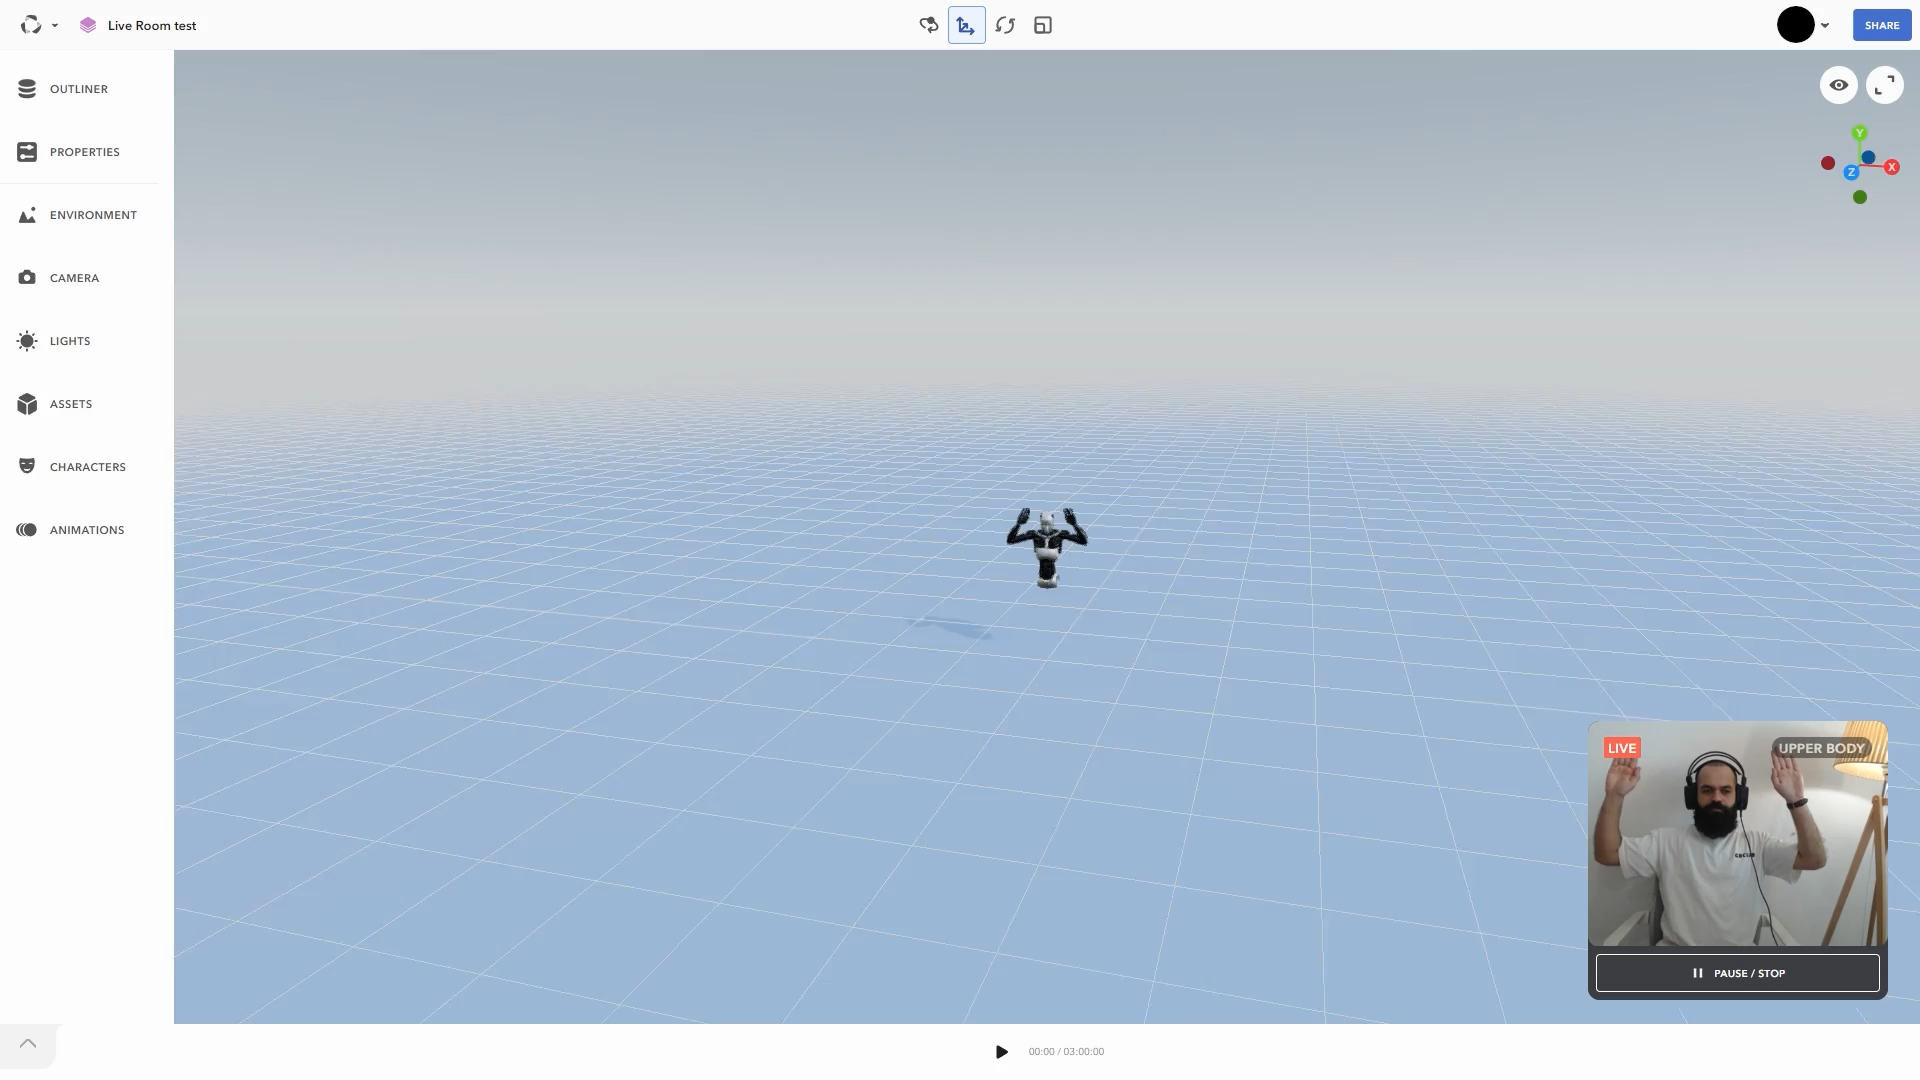 Live Room test
SHARE
OUTLINER
PROPERTIES
ENVIRONMENT
CAMERA
LIGHTS
ASSETS
CHARACTERS
ANIMATIONS
Y
X
Z
LIVE
UPPER BODY
PAUSE / STOP
00:00 / 03:00:00